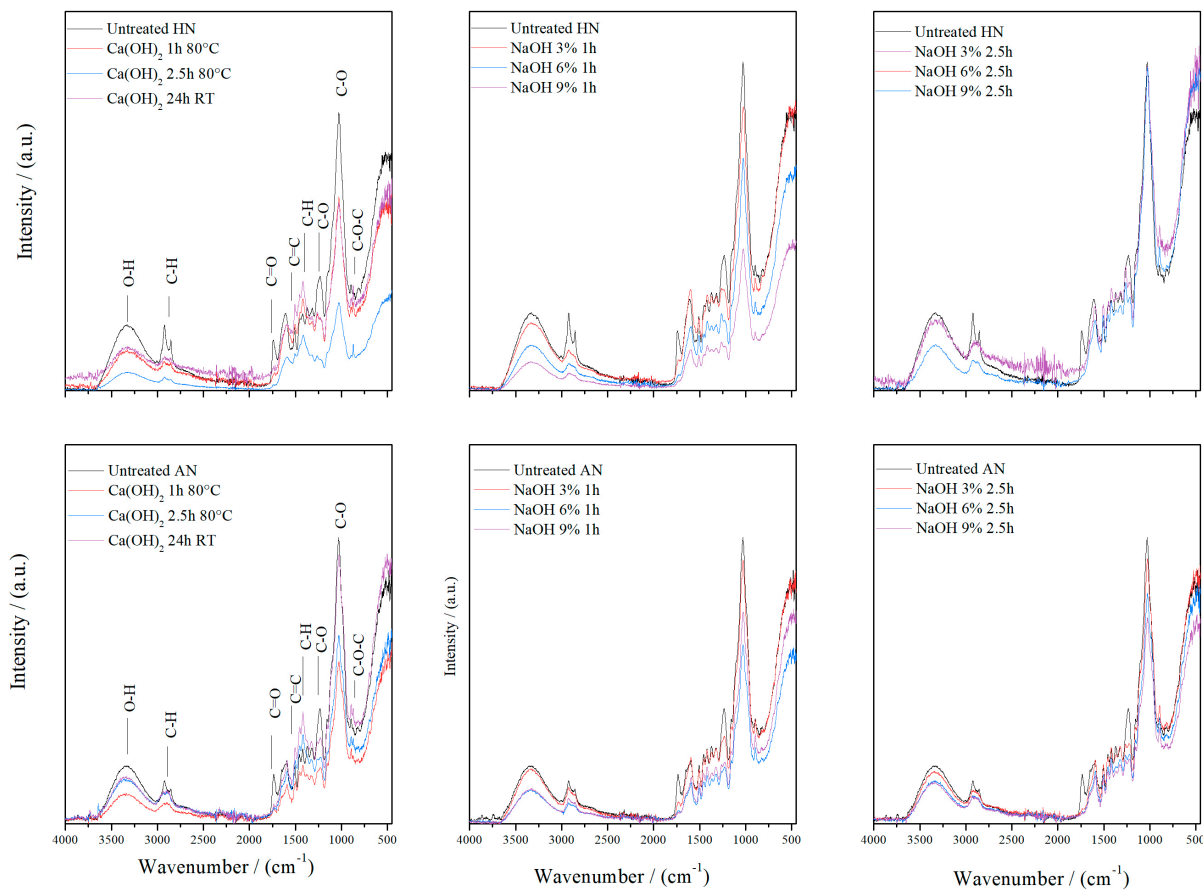 Untreated HN
Ca(OH)2 1h 80°C
Ca(OH)2 2.5h 80°C
Ca(OH)2 24h RT
Intensity / (a.u.)
O-H
C-H
C=O
C=C
C-H
C-O
C-O
C-O-C
4000 3500 3000 2500 2000 1500 1000 500
Untreated HN
NaOH 3% 1h
NaOH 6% 1h
NaOH 9% 1h
4000 3500 3000 2500 2000 1500 1000 500
Untreated HN
NaOH 3% 2.5h
NaOH 6% 2.5h
NaOH 9% 2.5h
4000 3500 3000 2500 2000 1500 1000 500
Untreated AN
Ca(OH)2 1h 80°C
Ca(OH)2 2.5h 80°C
Ca(OH)2 24h RT
Intensity / (a.u.)
O-H
C-H
C=O
C=C
C-H
C-O
C-O
C-O-C
4000 3500 3000 2500 2000 1500 1000 500
Wavenumber / (cm-1)
Untreated AN
NaOH 3% 1h
NaOH 6% 1h
NaOH 9% 1h
Intensity / (a.u.)
4000 3500 3000 2500 2000 1500 1000 500
Wavenumber / (cm-1)
Untreated AN
NaOH 3% 2.5h
NaOH 6% 2.5h
NaOH 9% 2.5h
4000 3500 3000 2500 2000 1500 1000 500
Wavenumber / (cm-1)